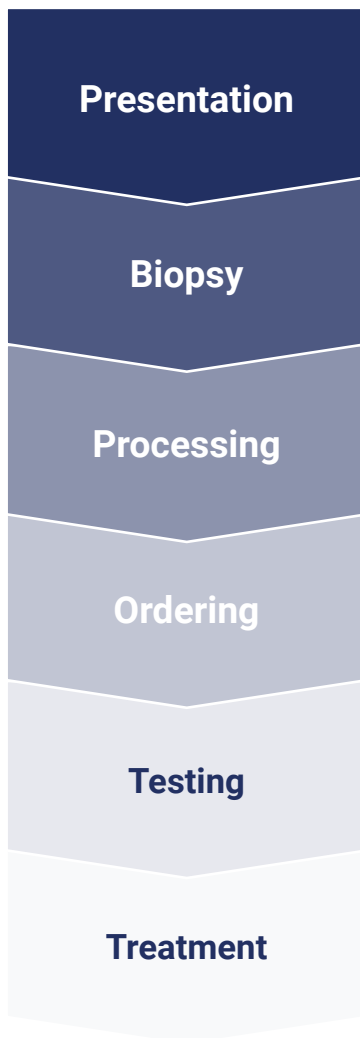 Presentation
Biopsy
Processing
Ordering
Testing
Treatment